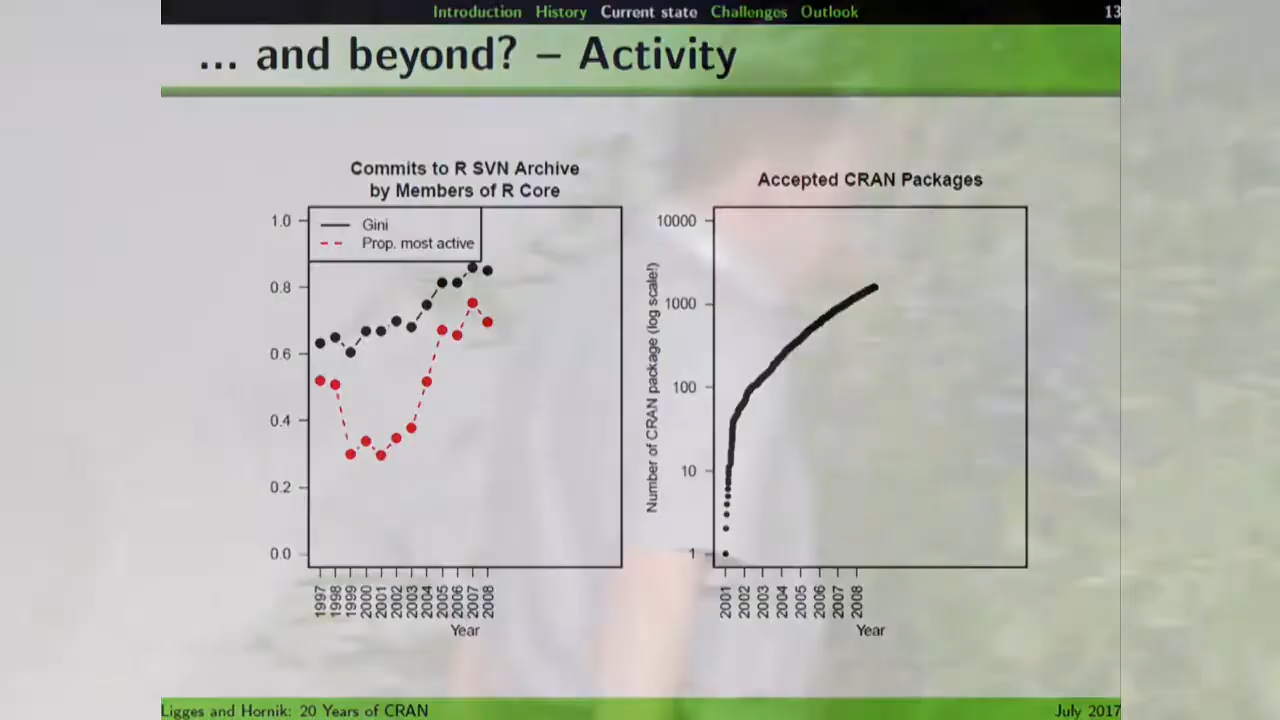 Introduction History Current state Challenges Outlook 13
... and beyond? – Activity
Commits to R SVN Archive
by Members of R Core
1.0
0.8
0.6
0.4
0.2
0.0
Gini
Prop. most active
1997 1998 1999 2000 2001 2002 2003 2004 2005 2006 2007 2008
Year
Accepted CRAN Packages
Number of CRAN package (log scale!)
10000
1000
100
10
1
2001 2002 2003 2004 2005 2006 2007 2008
Year
Ligges and Hornik: 20 Years of CRAN July 2017